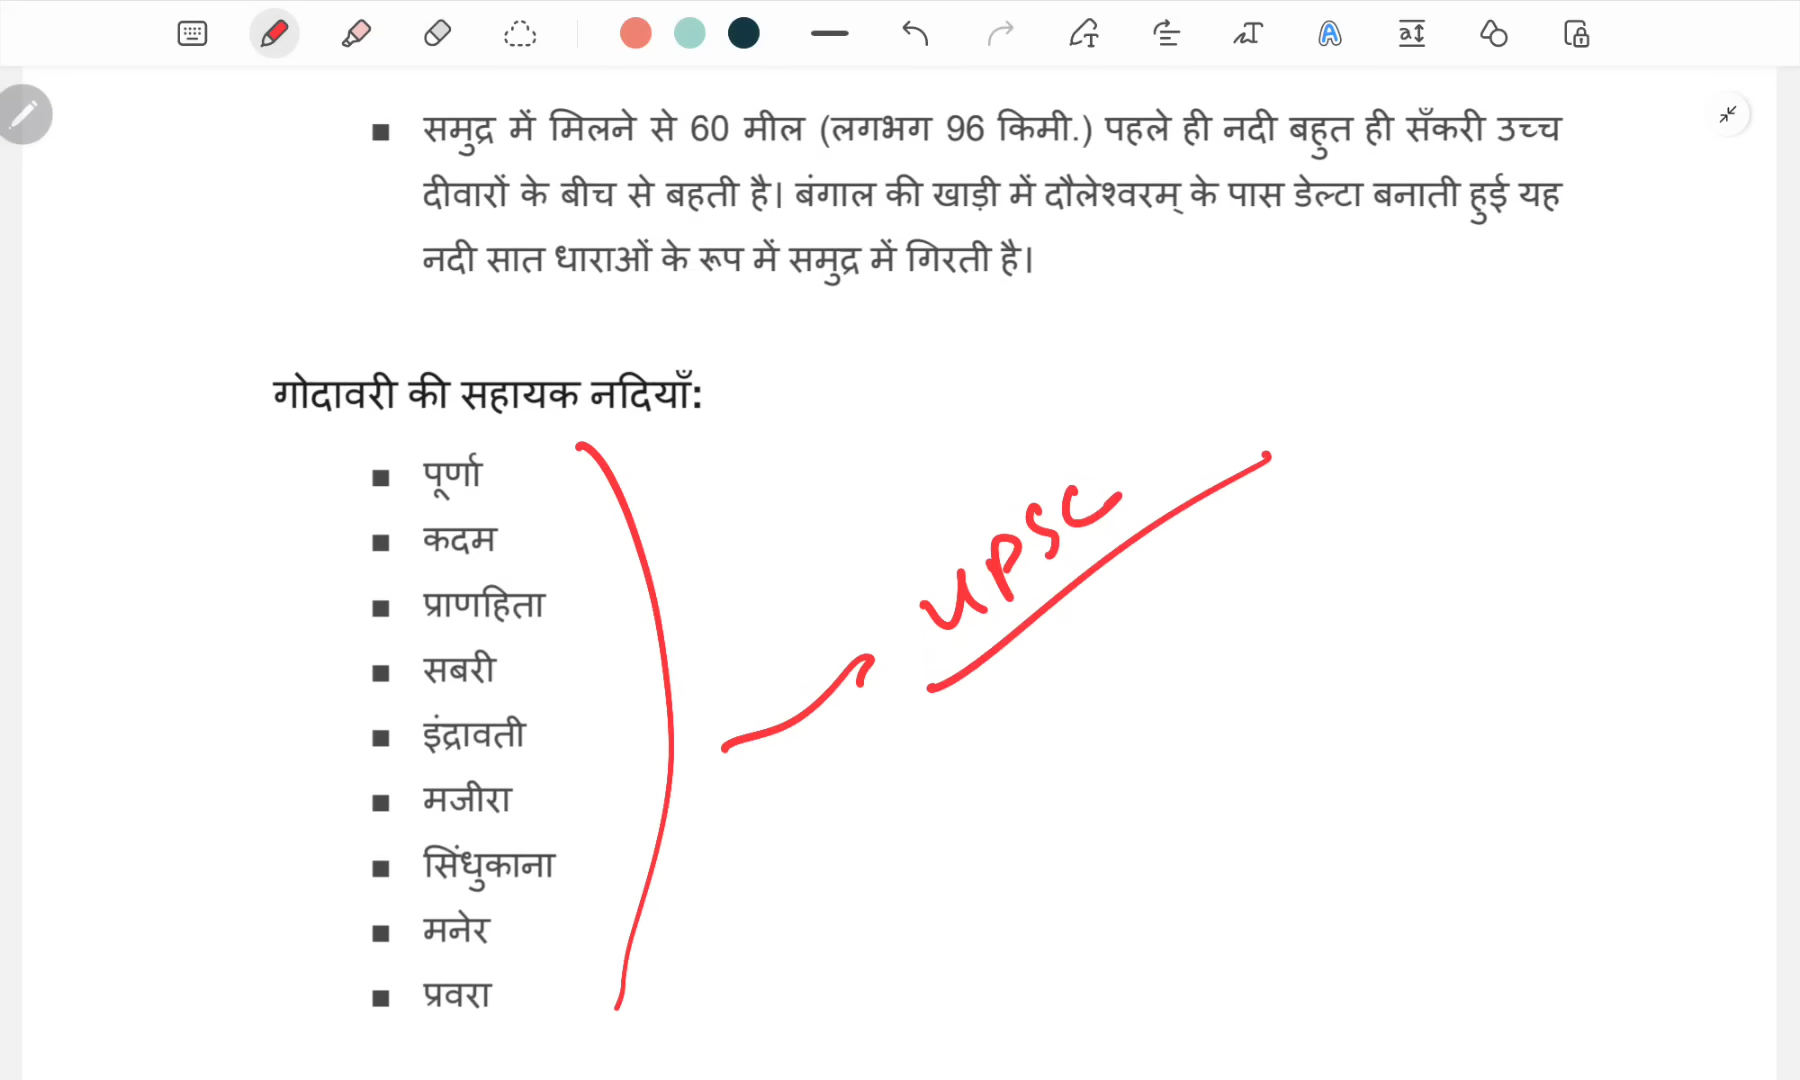 समुद्र में मिलने से 60 मील (लगभग 96 किमी.) पहले ही नदी बहुत ही सँकरी उच्च
दीवारों के बीच से बहती है। बंगाल की खाड़ी में दौलेश्वरम् के पास डेल्टा बनाती हुई यह
नदी सात धाराओं के रूप में समुद्र में गिरती है।
गोदावरी की सहायक नदियाँ:
पूर्णा
कदम
प्राणहिता
सबरी
इंद्रावती
मजीरा
सिंधुकाना
मनेर
प्रवरा
UPSC